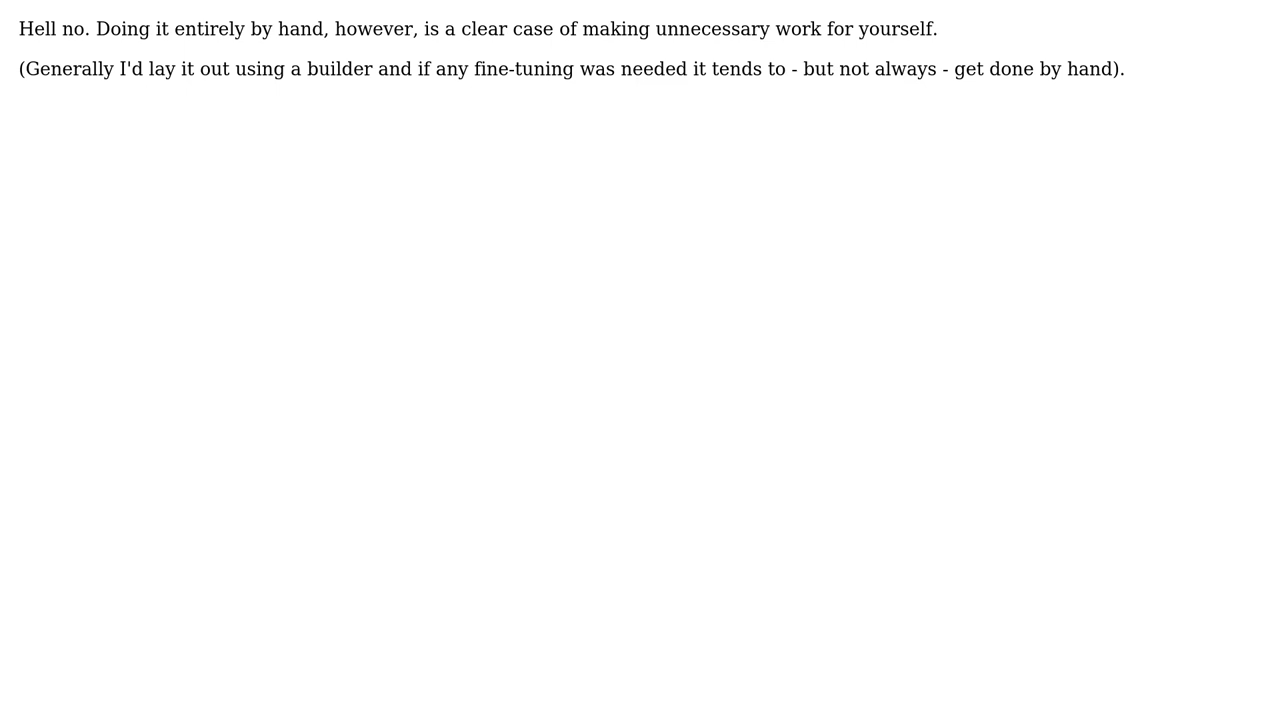 Hell no. Doing it entirely by hand, however, is a clear case of making unnecessary work for yourself.
(Generally I'd lay it out using a builder and if any fine-tuning was needed it tends to - but not always - get done by hand).